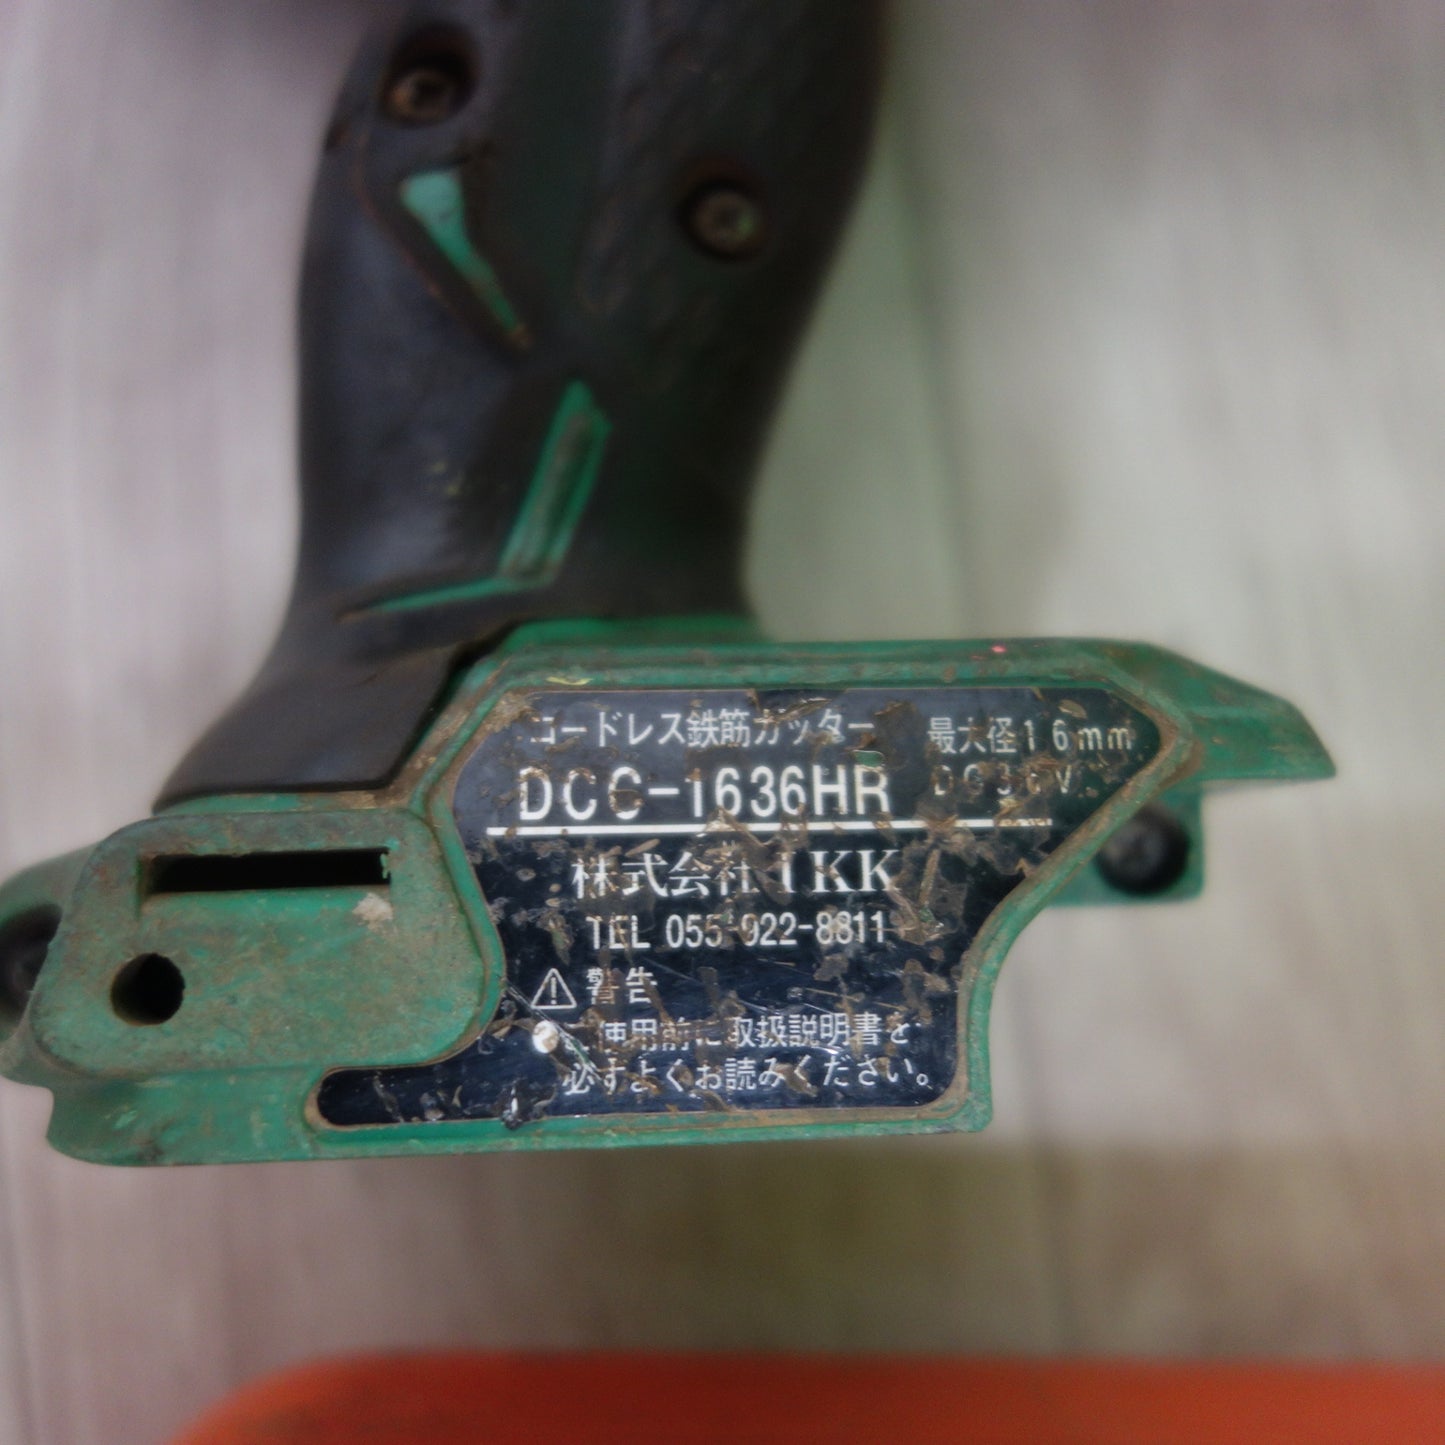 コードレス鉄筋カッター 最大径16mm
DCC-1636HR DC36V
株式会社IKK
TEL 055-922-8811
警告
ご使用前に取扱説明書を
必ずよくお読みください。